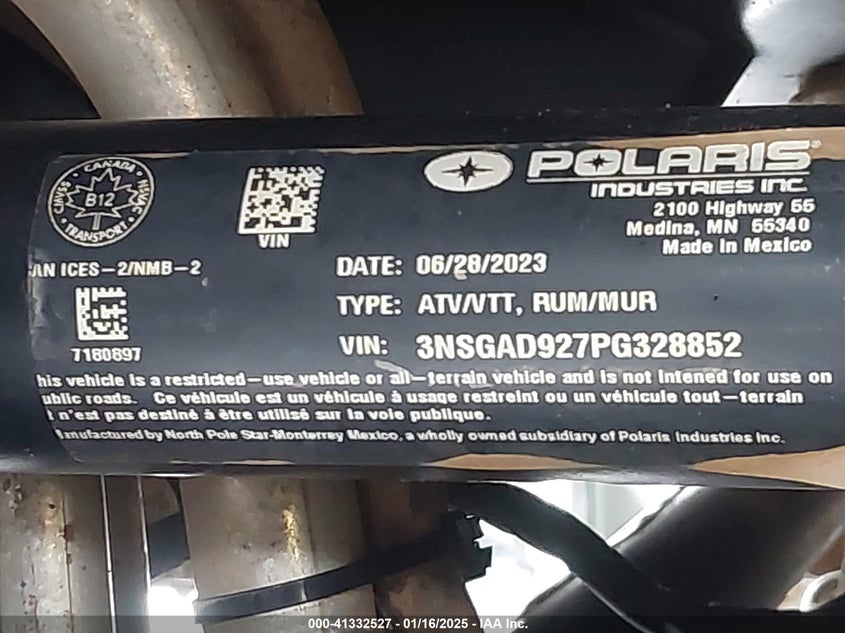 CANADA
SSMVC
NSVAC
B12
TRANSPORT
VIN
POLARIS®
INDUSTRIES INC.
2100 Highway 55
Medina, MN 55340
Made in Mexico
AN ICES-2/NMB-2
7180897
DATE: 06/28/2023
TYPE: ATV/VTT, RUM/MUR
VIN: 3NSGAD927PG328852
his vehicle is a restricted-use vehicle or all-terrain vehicle and is not intened for use on
ublic roads. Ce véhicule est un véhicule à usage restreint ou un véhicule tout-terrain
t n'est pas destiné à être utilisé sur la voie publique.
anufactured by North Pole Star-Monterrey Mexico, a wholly owned subsidiary of Polaris Industries Inc.
000-41332527 - 01/16/2025 - IAA Inc.